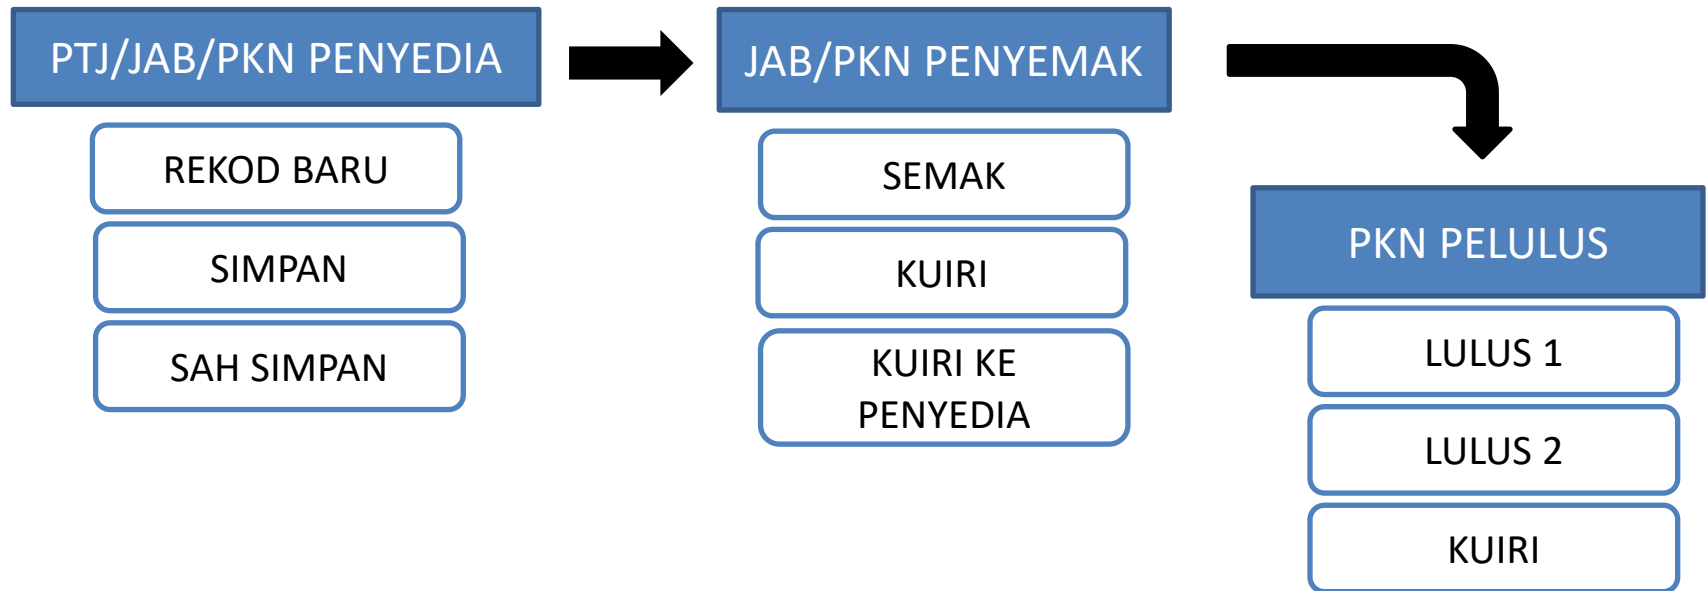 PTJ/JAB/PKN PENYEDIA
REKOD BARU
SIMPAN
SAH SIMPAN
JAB/PKN PENYEMAK
SEMAK
KUIRI
KUIRI KE
PENYEDIA
PKN PELULUS
LULUS 1
LULUS 2
KUIRI